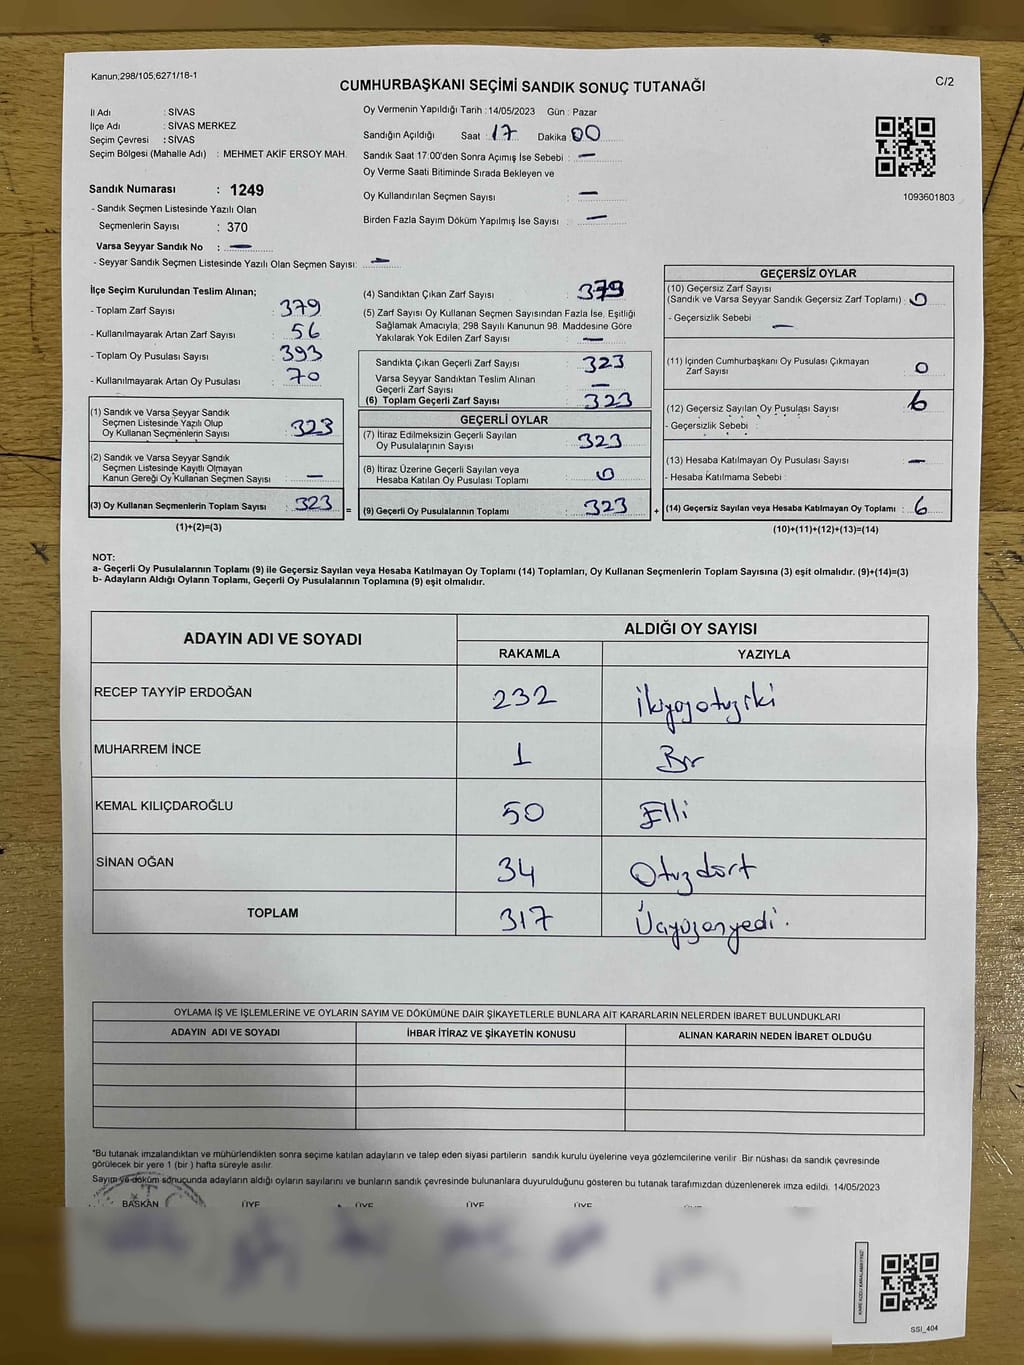 Kanun;298/105,6271/18-1
C/2
CUMHURBAŞKANI SEÇİMİ SANDIK SONUÇ TUTANAĞI
İl Adı : SİVAS
İlçe Adı : SİVAS MERKEZ
Seçim Çevresi : SİVAS
Seçim Bölgesi (Mahalle Adı) : MEHMET AKİF ERSOY MAH.
Sandık Numarası : 1249
- Sandık Seçmen Listesinde Yazılı Olan
Seçmenlerin Sayısı : 370
Varsa Seyyar Sandık No : —
- Seyyar Sandık Seçmen Listesinde Yazılı Olan Seçmen Sayısı: —
Oy Vermenin Yapıldığı Tarih : 14/05/2023 Gün : Pazar
Sandığın Açıldığı Saat : 17 Dakika : 00
Sandık Saat 17:00'den Sonra Açımış İse Sebebi : —
Oy Verme Saati Bitiminde Sırada Bekleyen ve
Oy Kullandırılan Seçmen Sayısı : —
Birden Fazla Sayım Döküm Yapılmış İse Sayısı : —
1093601803
İlçe Seçim Kurulundan Teslim Alınan;
- Toplam Zarf Sayısı : 379
- Kullanılmayarak Artan Zarf Sayısı : 56
- Toplam Oy Pusulası Sayısı : 393
- Kullanılmayarak Artan Oy Pusulası : 70
(1) Sandık ve Varsa Seyyar Sandık
Seçmen Listesinde Yazılı Olup
Oy Kullanan Seçmenlerin Sayısı : 323
(2) Sandık ve Varsa Seyyar Sandık
Seçmen Listesinde Kayıtlı Olmayan
Kanun Gereği Oy Kullanan Seçmen Sayısı : —
(3) Oy Kullanan Seçmenlerin Toplam Sayısı : 323
(1)+(2)=(3)
(4) Sandıktan Çıkan Zarf Sayısı : 379
(5) Zarf Sayısı Oy Kullanan Seçmen Sayısından Fazla İse, Eşitliği
Sağlamak Amacıyla; 298 Sayılı Kanunun 98. Maddesine Göre
Yakılarak Yok Edilen Zarf Sayısı : —
Sandıkta Çıkan Geçerli Zarf Sayısı : 323
Varsa Seyyar Sandıktan Teslim Alınan
Geçerli Zarf Sayısı : —
(6) Toplam Geçerli Zarf Sayısı : 323
GEÇERLİ OYLAR
(7) İtiraz Edilmeksizin Geçerli Sayılan
Oy Pusulalarının Sayısı : 323
(8) İtiraz Üzerine Geçerli Sayılan veya
Hesaba Katılan Oy Pusulası Toplamı : 0
= (9) Geçerli Oy Pusulalarının Toplamı : 323 +
GEÇERSİZ OYLAR
(10) Geçersiz Zarf Sayısı
(Sandık ve Varsa Seyyar Sandık Geçersiz Zarf Toplamı) : 0
- Geçersizlik Sebebi : —
(11) İçinden Cumhurbaşkanı Oy Pusulası Çıkmayan
Zarf Sayısı : 0
(12) Geçersiz Sayılan Oy Pusulası Sayısı : 6
- Geçersizlik Sebebi :
(13) Hesaba Katılmayan Oy Pusulası Sayısı : —
- Hesaba Katılmama Sebebi :
(14) Geçersiz Sayılan veya Hesaba Katılmayan Oy Toplamı : 6
(10)+(11)+(12)+(13)=(14)
NOT:
a- Geçerli Oy Pusulalarının Toplamı (9) ile Geçersiz Sayılan veya Hesaba Katılmayan Oy Toplamı (14) Toplamları, Oy Kullanan Seçmenlerin Toplam Sayısına (3) eşit olmalıdır. (9)+(14)=(3)
b- Adayların Aldığı Oyların Toplamı, Geçerli Oy Pusulalarının Toplamına (9) eşit olmalıdır.
ADAYIN ADI VE SOYADI ALDIĞI OY SAYISI
RAKAMLA YAZIYLA
RECEP TAYYİP ERDOĞAN 232 ikiyüzotuziki
MUHARREM İNCE 1 Bir
KEMAL KILIÇDAROĞLU 50 Elli
SİNAN OĞAN 34 Otuzdört
TOPLAM 317 Üçyüzonyedi.
OYLAMA İŞ VE İŞLEMLERİNE VE OYLARIN SAYIM VE DÖKÜMÜNE DAİR ŞİKAYETLERLE BUNLARA AİT KARARLARIN NELERDEN İBARET BULUNDUKLARI
ADAYIN ADI VE SOYADI İHBAR İTİRAZ VE ŞİKAYETİN KONUSU ALINAN KARARIN NEDEN İBARET OLDUĞU
*Bu tutanak imzalandıktan ve mühürlendikten sonra seçime katılan adayların ve talep eden siyasi partilerin sandık kurulu üyelerine veya gözlemcilerine verilir. Bir nüshası da sandık çevresinde
görülecek bir yere 1 (bir ) hafta süreyle asılır.
Sayım ve döküm sonucunda adayların aldığı oyların sayılarını ve bunların sandık çevresinde bulunanlara duyurulduğunu gösteren bu tutanak tarafımızdan düzenlenerek imza edildi. 14/05/2023
BAŞKAN ÜYE ÜYE ÜYE ÜYE
SSI_404